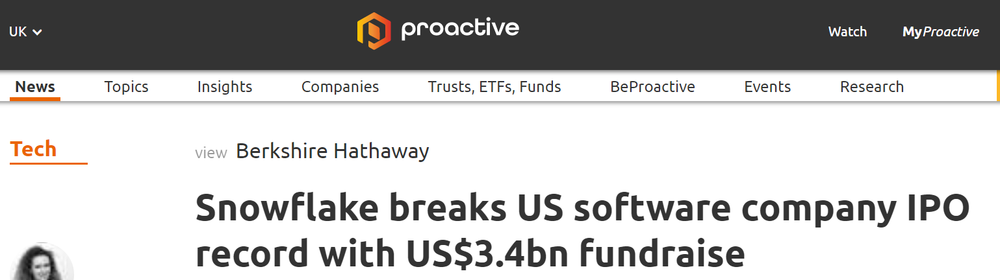 UK
proactive
Watch
MyProactive
News
Topics
Insights
Companies
Trusts, ETFs, Funds
BeProactive
Events
Research
Tech
view Berkshire Hathaway
Snowflake breaks US software company IPO
record with US$3.4bn fundraise